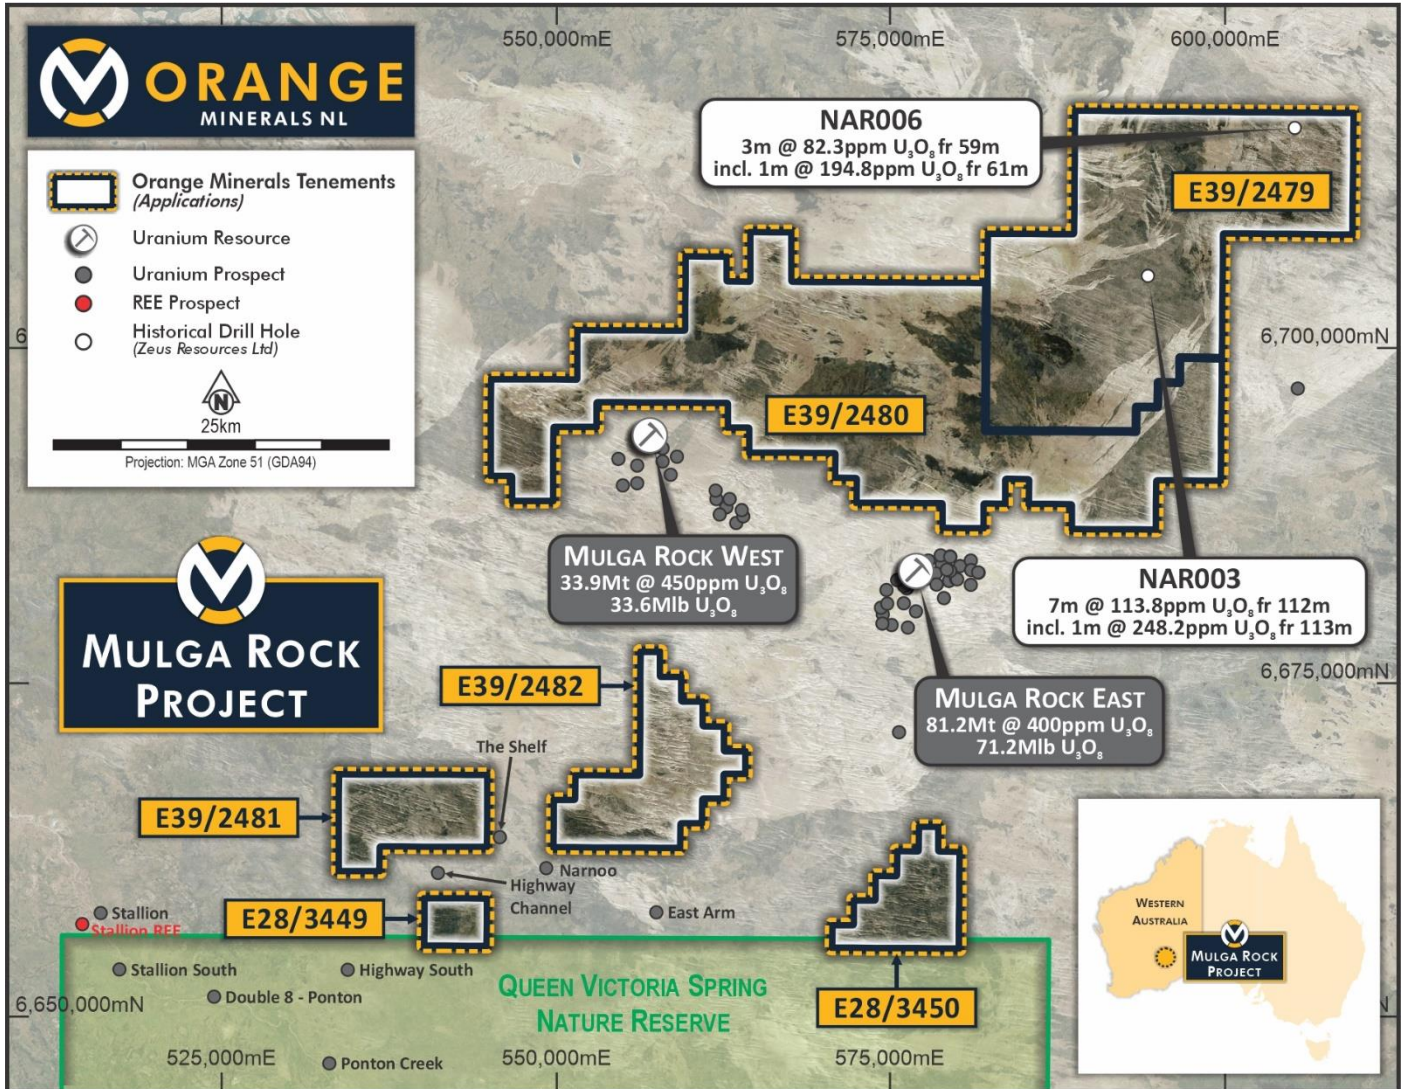 550,000mE
575,000mE
600,000mE
ORANGE
MINERALS NL
Orange Minerals Tenements
(Applications)
Uranium Resource
Uranium Prospect
REE Prospect
Historical Drill Hole
(Zeus Resources Ltd)
N
25km
Projection: MGA Zone 51 (GDA94)
NAR006
3m @ 82.3ppm U₃O₈ fr 59m
incl. 1m @ 194.8ppm U₃O₈ fr 61m
E39/2479
6,700,000mN
E39/2480
MULGA ROCK WEST
33.9Mt @ 450ppm U₃O₈
33.6Mlb U₃O₈
NAR003
7m @ 113.8ppm U₃O₈ fr 112m
incl. 1m @ 248.2ppm U₃O₈ fr 113m
6,675,000mN
MULGA ROCK
PROJECT
E39/2482
MULGA ROCK EAST
81.2Mt @ 400ppm U₃O₈
71.2Mlb U₃O₈
The Shelf
E39/2481
Narnoo
Highway
Channel
Stallion
Stallion REE
E28/3449
East Arm
Stallion South
Highway South
Double 8 - Ponton
QUEEN VICTORIA SPRING
NATURE RESERVE
E28/3450
6,650,000mN
525,000mE
550,000mE
575,000mE
Ponton Creek
WESTERN
AUSTRALIA
MULGA ROCK
PROJECT